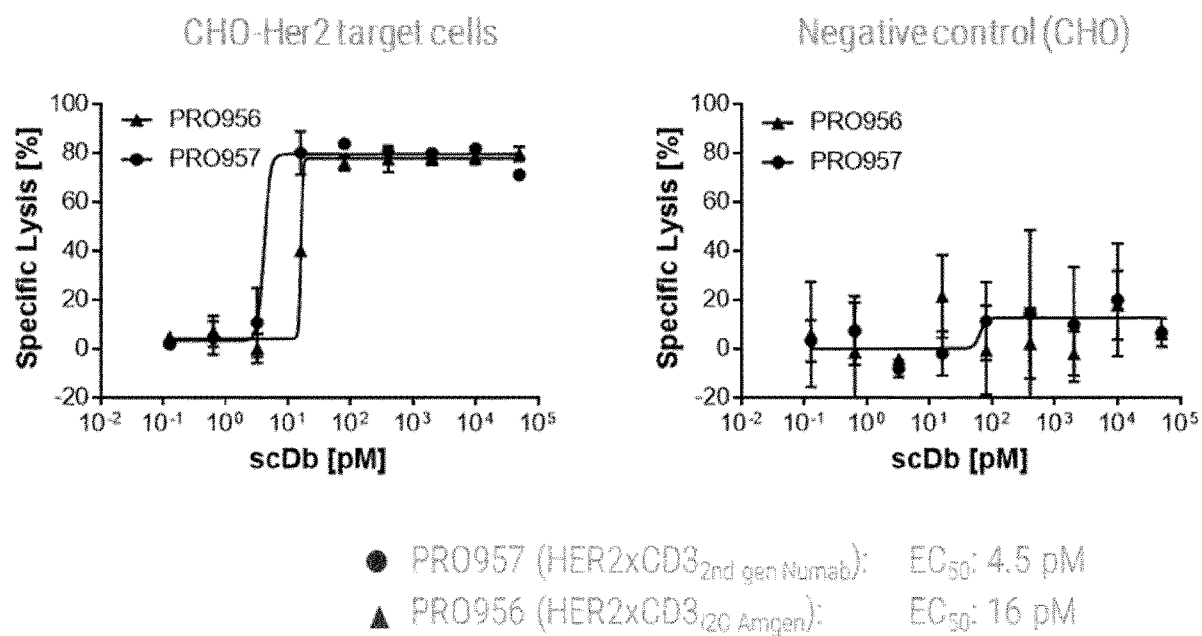 CHO-Her2 target cells
Negative control (CHO)
Specific Lysis [%]
100
80
60
40
20
0
-20
PRO956
PRO957
10⁻¹ 10⁰ 10¹ 10² 10³ 10⁴ 10⁵
scDb [pM]
Specific Lysis [%]
100
80
60
40
20
0
-20
PRO956
PRO957
10⁻² 10⁻¹ 10⁰ 10¹ 10² 10³ 10⁴ 10⁵
scDb [pM]
PRO957 (HER2xCD3 2nd gen Numab): EC50: 4.5 pM
PRO956 (HER2xCD3 I2C Amgen): EC50: 16 pM